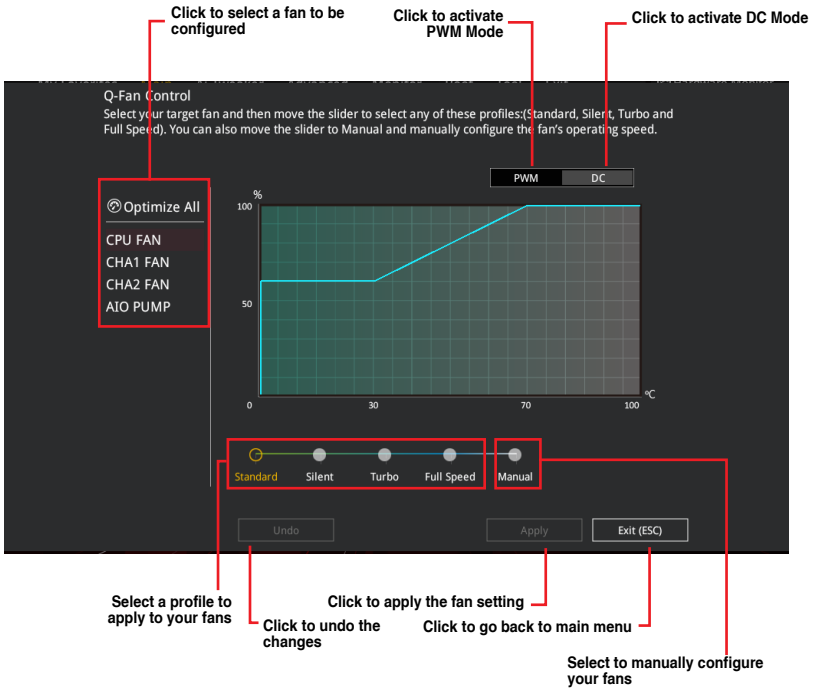 Click to select a fan to be
configured
Click to activate
PWM Mode
Click to activate DC Mode
Q-Fan Control
Select your target fan and then move the slider to select any of these profiles:(Standard, Silent, Turbo and
Full Speed). You can also move the slider to Manual and manually configure the fan's operating speed.
PWM
DC
Optimize All
CPU FAN
CHA1 FAN
CHA2 FAN
AIO PUMP
%
100
50
0
30
70
100
°C
Standard
Silent
Turbo
Full Speed
Manual
Undo
Apply
Exit (ESC)
Select a profile to
apply to your fans
Click to undo the
changes
Click to apply the fan setting
Click to go back to main menu
Select to manually configure
your fans